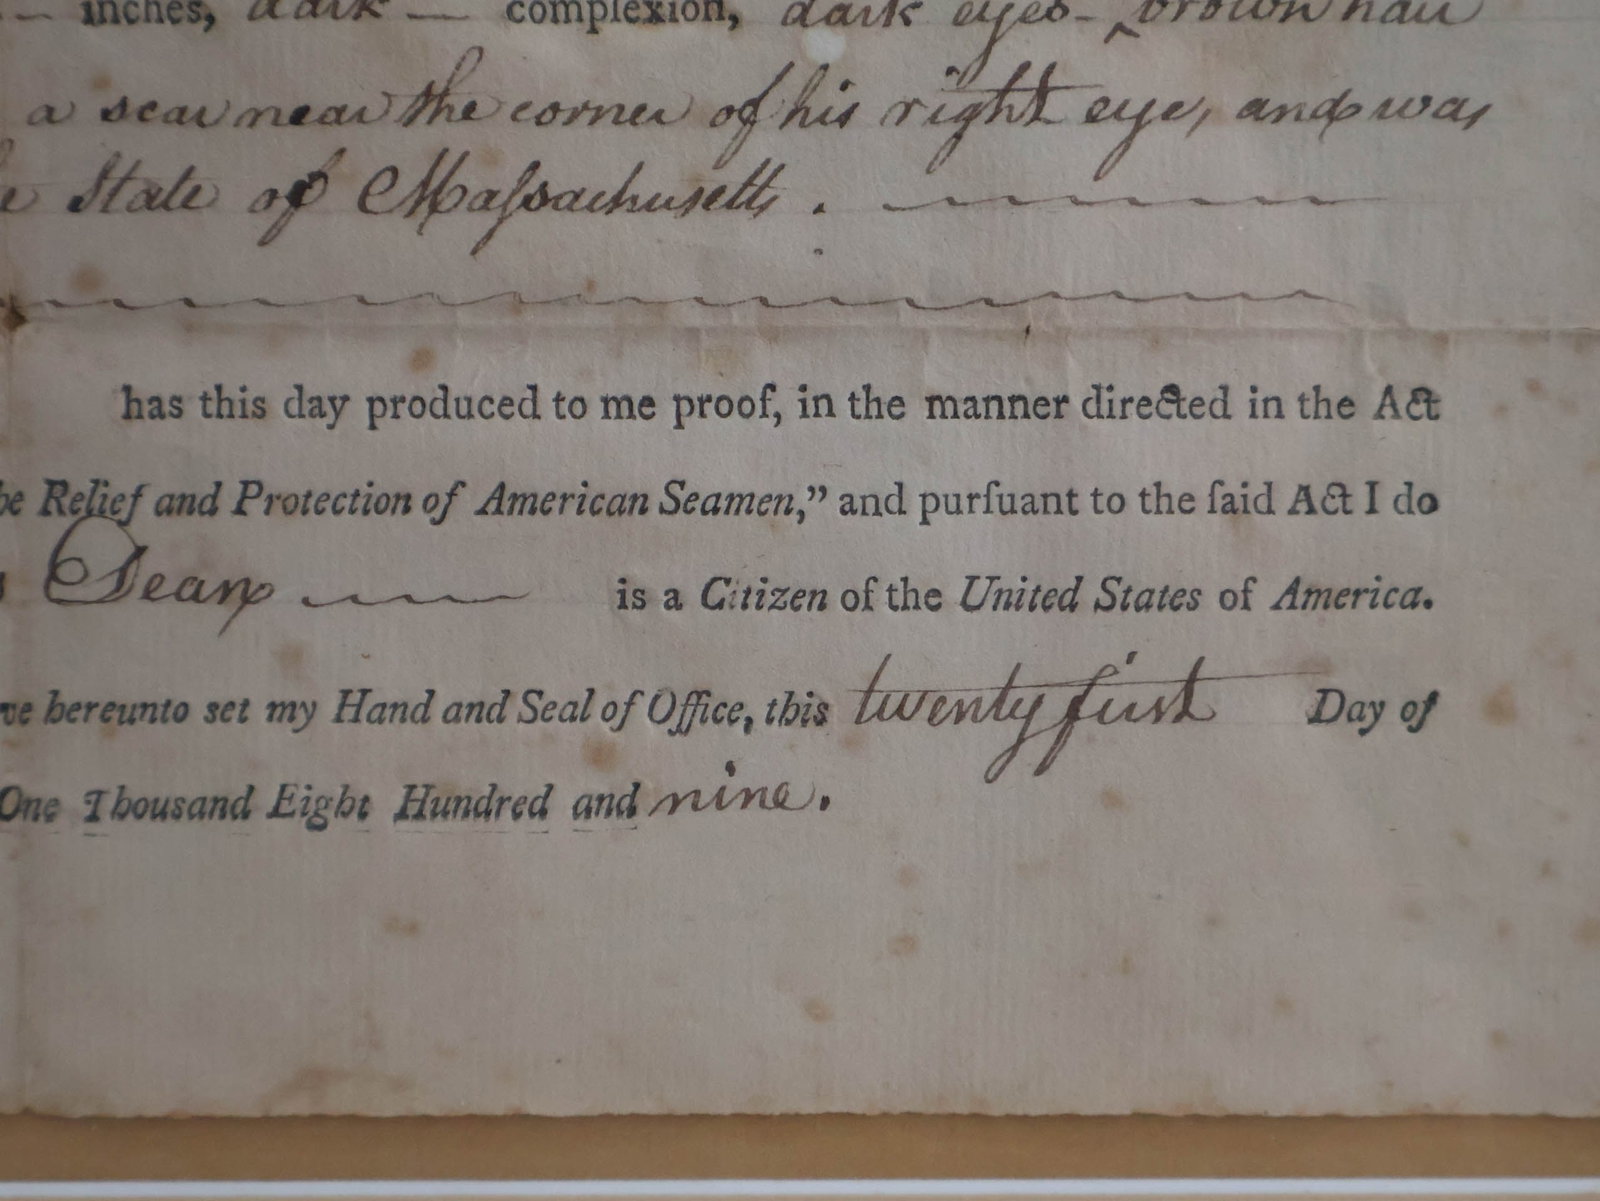 inches, dark — complexion, dark eyes - brown hair
a scar near the corner of his right eye, and was
State of Maſsachusetts.
has this day produced to me proof, in the manner directed in the Act
Relief and Protection of American Seamen,” and purſuant to the ſaid Act I do
Dean is a Citizen of the United States of America.
hereunto set my Hand and Seal of Office, this twenty first Day of
One Thousand Eight Hundred and nine.